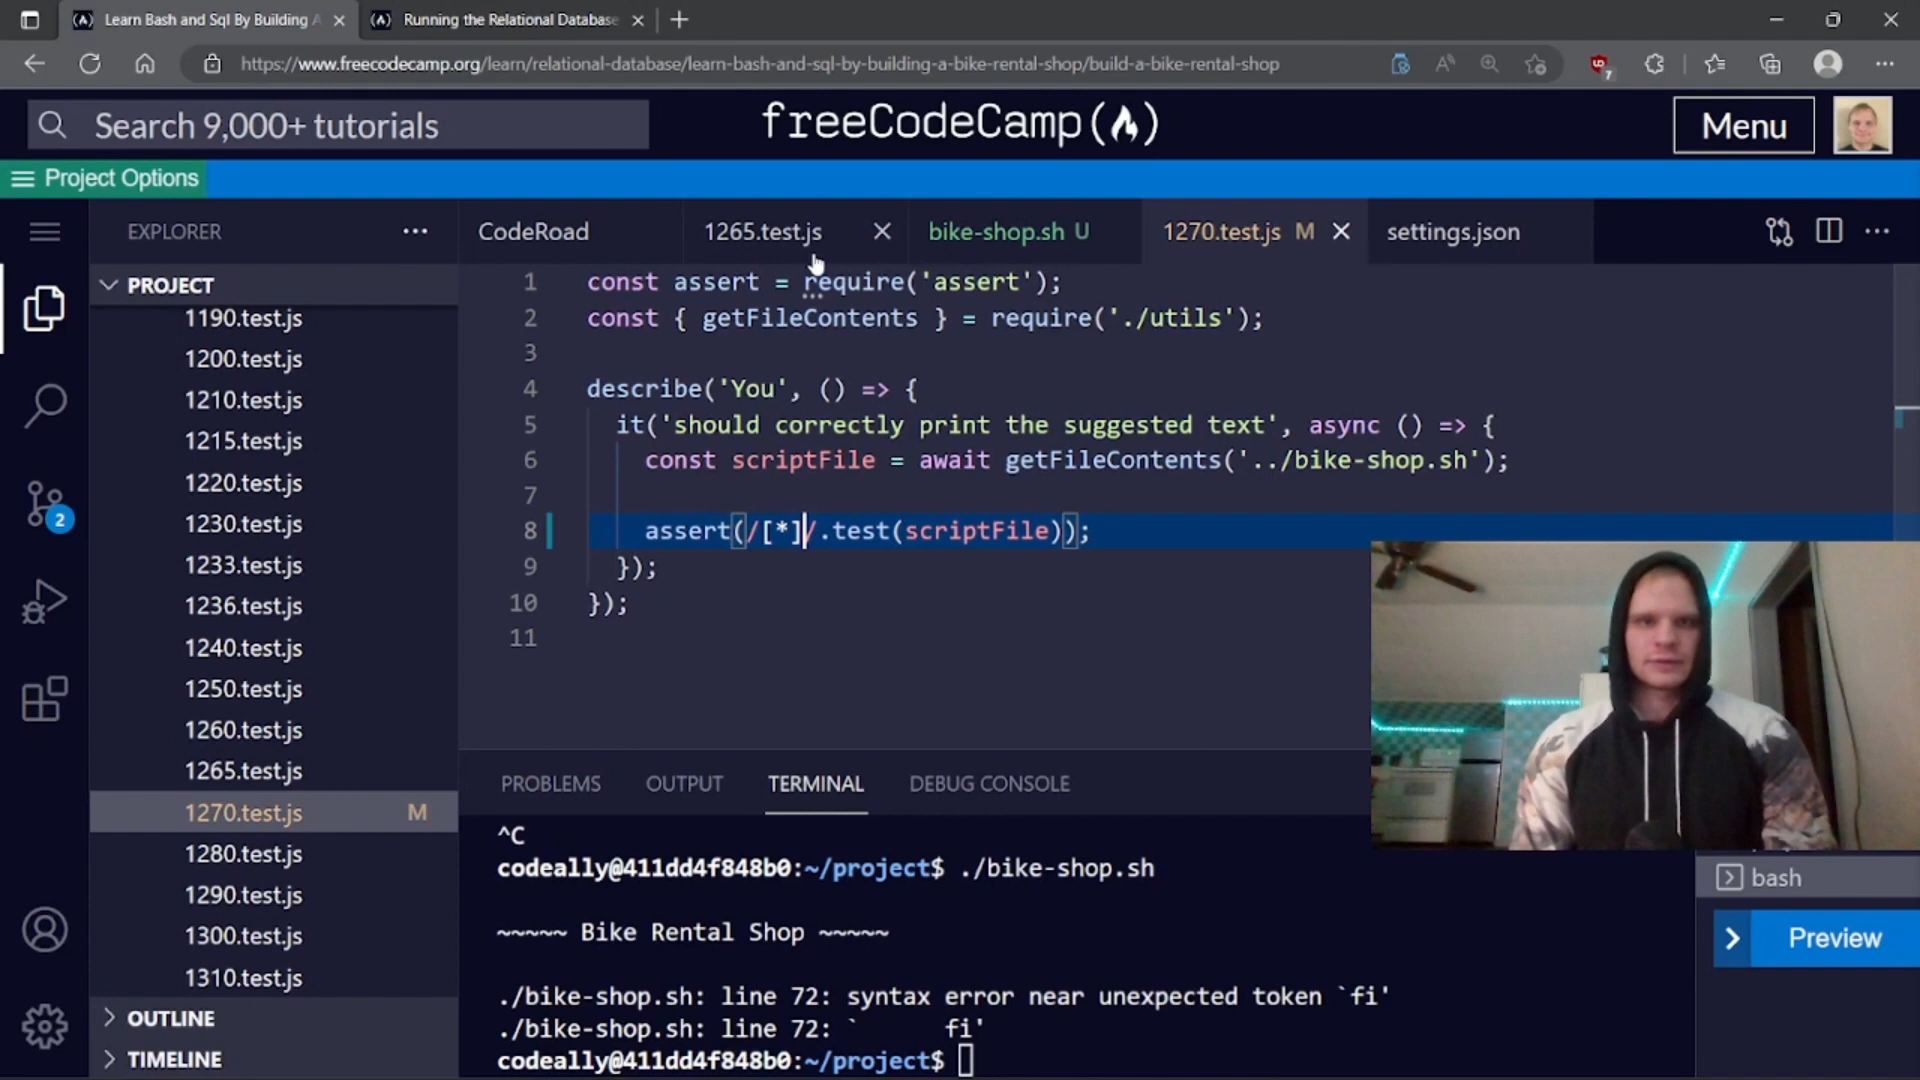 Learn Bash and Sql By Building A
Running the Relational Database
https://www.freecodecamp.org/learn/relational-database/learn-bash-and-sql-by-building-a-bike-rental-shop/build-a-bike-rental-shop
7
Search 9,000+ tutorials
freeCodeCamp
Menu
Project Options
EXPLORER
CodeRoad
1265.test.js
bike-shop.sh U
1270.test.js M
settings.json
PROJECT
1190.test.js
1200.test.js
1210.test.js
1215.test.js
1220.test.js
1230.test.js
1233.test.js
1236.test.js
1240.test.js
1250.test.js
1260.test.js
1265.test.js
1270.test.js M
1280.test.js
1290.test.js
1300.test.js
1310.test.js
OUTLINE
TIMELINE
2
1 const assert = require('assert');
2 const { getFileContents } = require('./utils');
3
4 describe('You', () => {
5 it('should correctly print the suggested text', async () => {
6 const scriptFile = await getFileContents('../bike-shop.sh');
7
8 assert(/[*]/.test(scriptFile));
9 });
10 });
11
PROBLEMS OUTPUT TERMINAL DEBUG CONSOLE
^C
codeally@411dd4f848b0:~/project$ ./bike-shop.sh
~~~~~ Bike Rental Shop ~~~~~
./bike-shop.sh: line 72: syntax error near unexpected token `fi'
./bike-shop.sh: line 72: ` fi'
codeally@411dd4f848b0:~/project$
bash
Preview